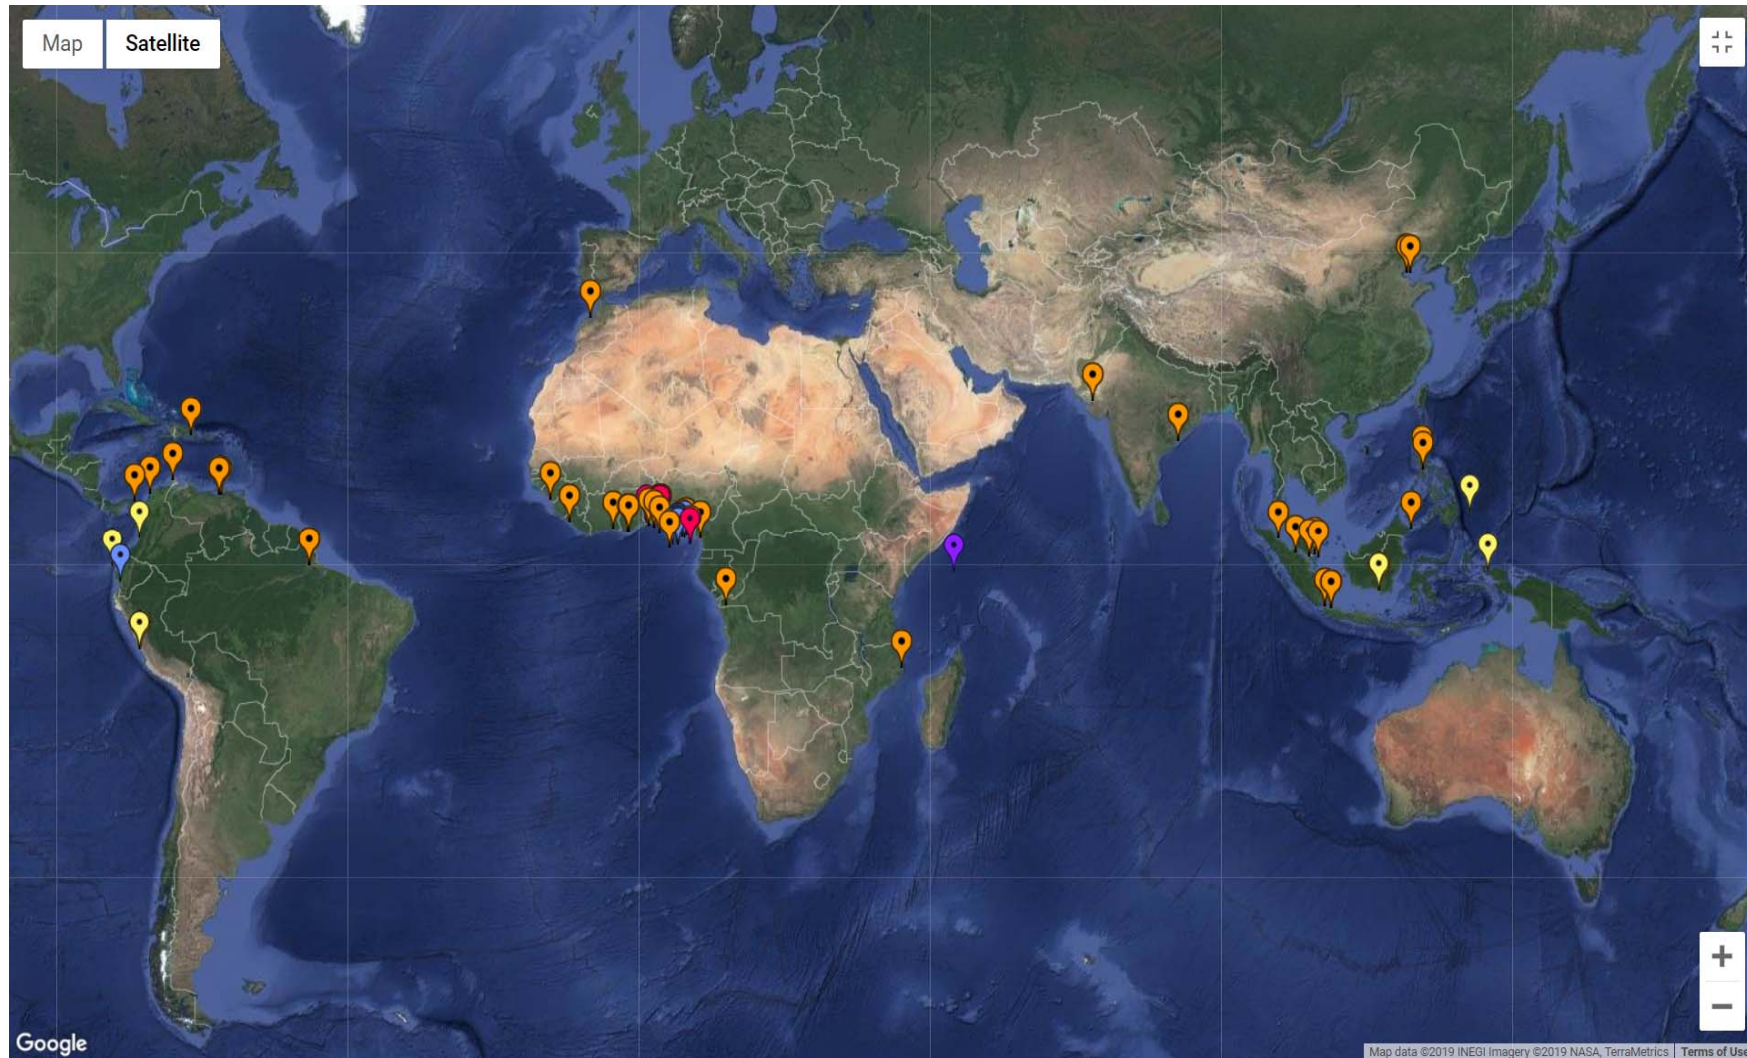 Map Satellite
+
−
Google
Map data ©2019 INEGI Imagery ©2019 NASA, TerraMetrics Terms of Use